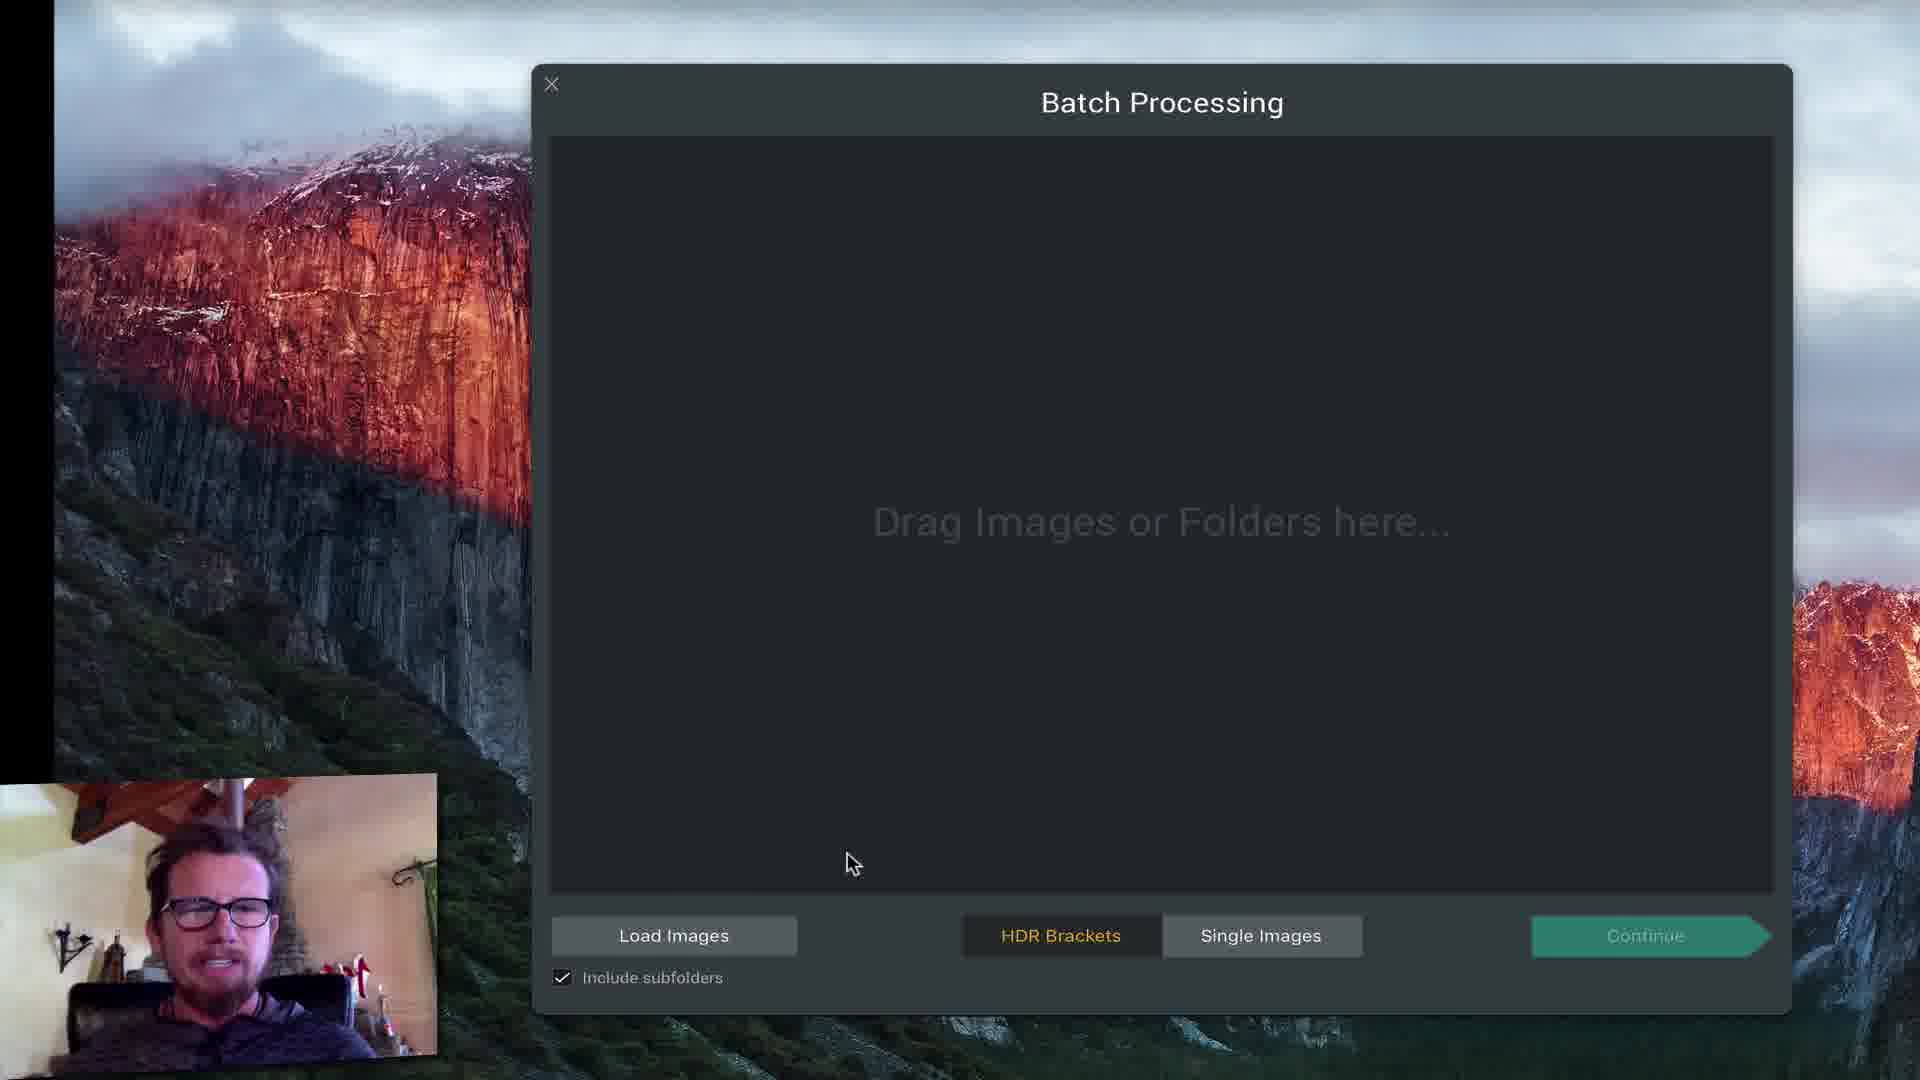 Batch Processing
Drag Images or Folders here...
Load Images
HDR Brackets
Single Images
Continue
Include subfolders